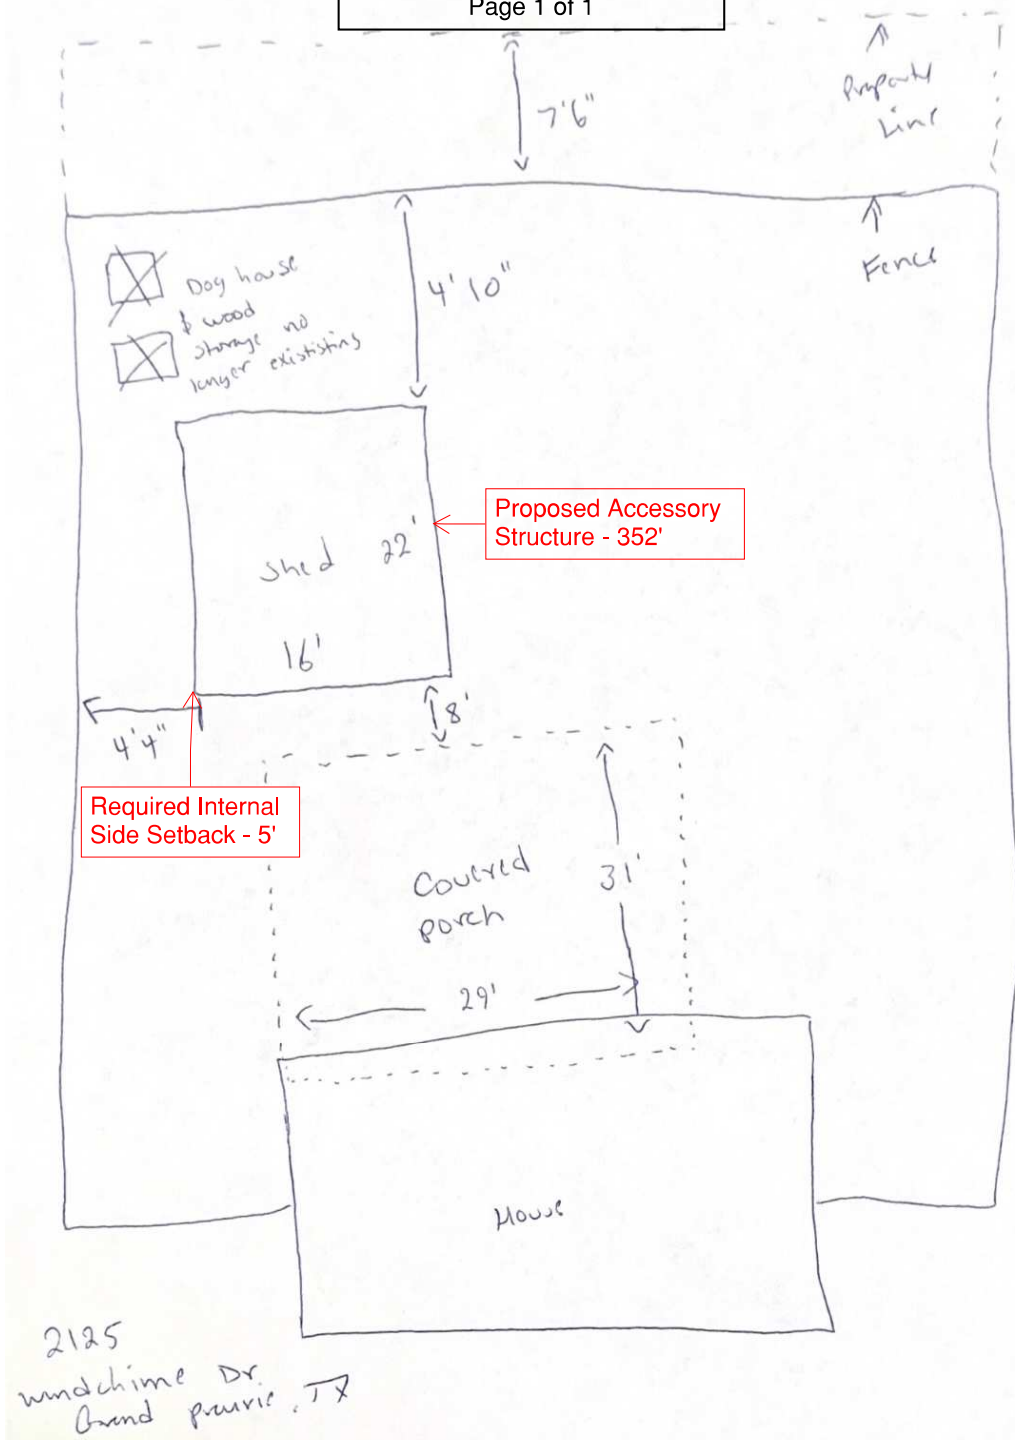 Page 1 of 1
7'6"
Property
Line
4' 10"
Fence
Dog house
& wood
storage no
longer exististing
Proposed Accessory
Structure - 352'
shed 22'
16'
8'
4'4"
Required Internal
Side Setback - 5'
Covered
porch
31'
29'
House
2125
windchime Dr.
Grand prairie, TX